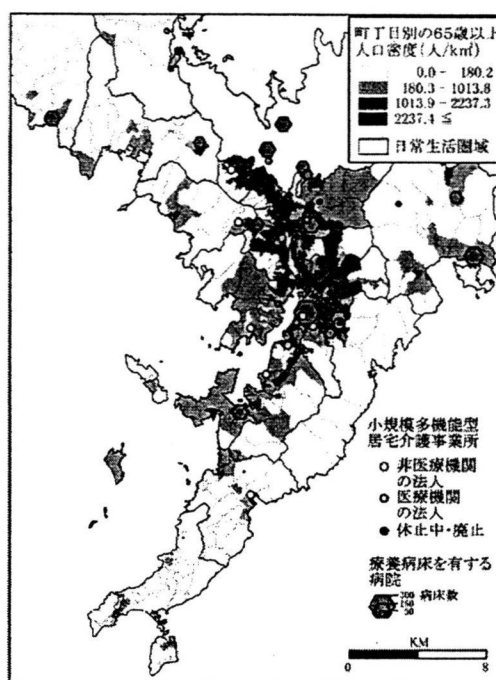 町丁目別の65歳以上
人口密度(人/km²)
0.0 - 180.2
180.3 - 1013.8
1013.9 - 2237.3
2237.4 ≦
日常生活圏域
小規模多機能型
居宅介護事業所
非医療機関
の法人
医療機関
の法人
休止中・廃止
療養病床を有する
病院
300 病床数
150
50
KM
0 8